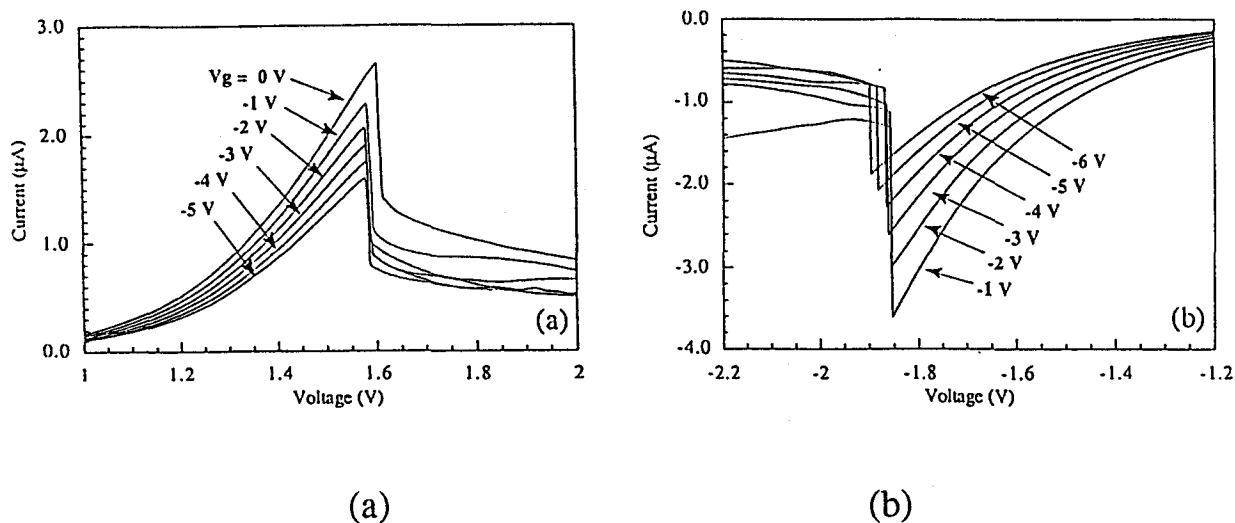 3.0
2.0
1.0
0.0
Current (µA)
Vg = 0 V
-1 V
-2 V
-3 V
-4 V
-5 V
(a)
1
1.2
1.4
1.6
1.8
2
Voltage (V)
0.0
-1.0
-2.0
-3.0
-4.0
Current (µA)
-6 V
-5 V
-4 V
-3 V
-2 V
-1 V
(b)
-2.2
-2
-1.8
-1.6
-1.4
-1.2
Voltage (V)
(a)
(b)